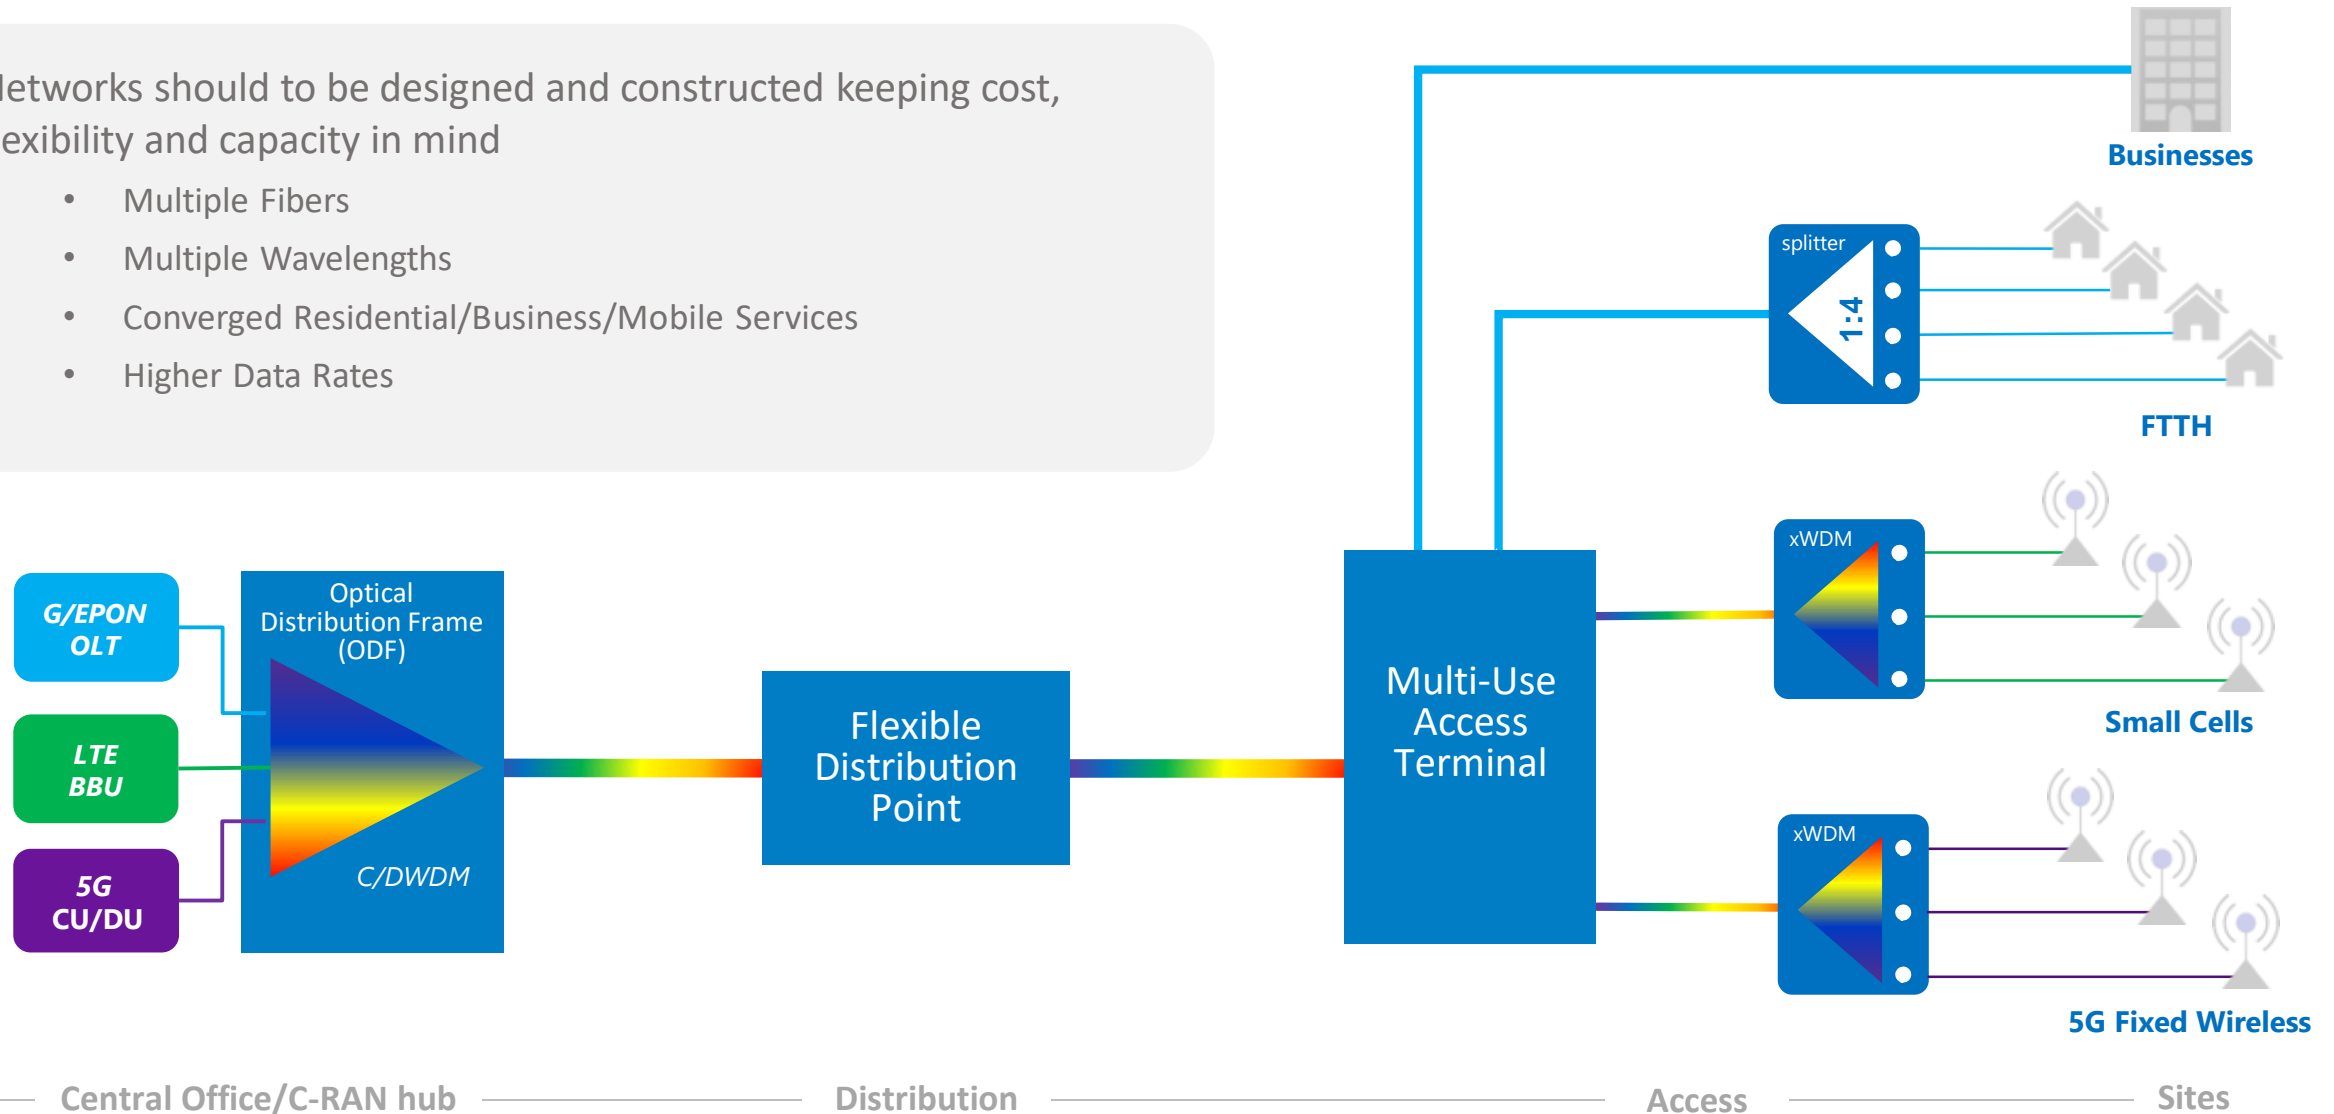 letworks should to be designed and constructed keeping cost,
exibility and capacity in mind
• Multiple Fibers
• Multiple Wavelengths
• Converged Residential/Business/Mobile Services
• Higher Data Rates
Businesses
splitter
1:4
FTTH
xWDM
Small Cells
xWDM
5G Fixed Wireless
G/EPON
OLT
LTE
BBU
5G
CU/DU
Optical
Distribution Frame
(ODF)
C/DWDM
Flexible
Distribution
Point
Multi-Use
Access
Terminal
Central Office/C-RAN hub
Distribution
Access
Sites